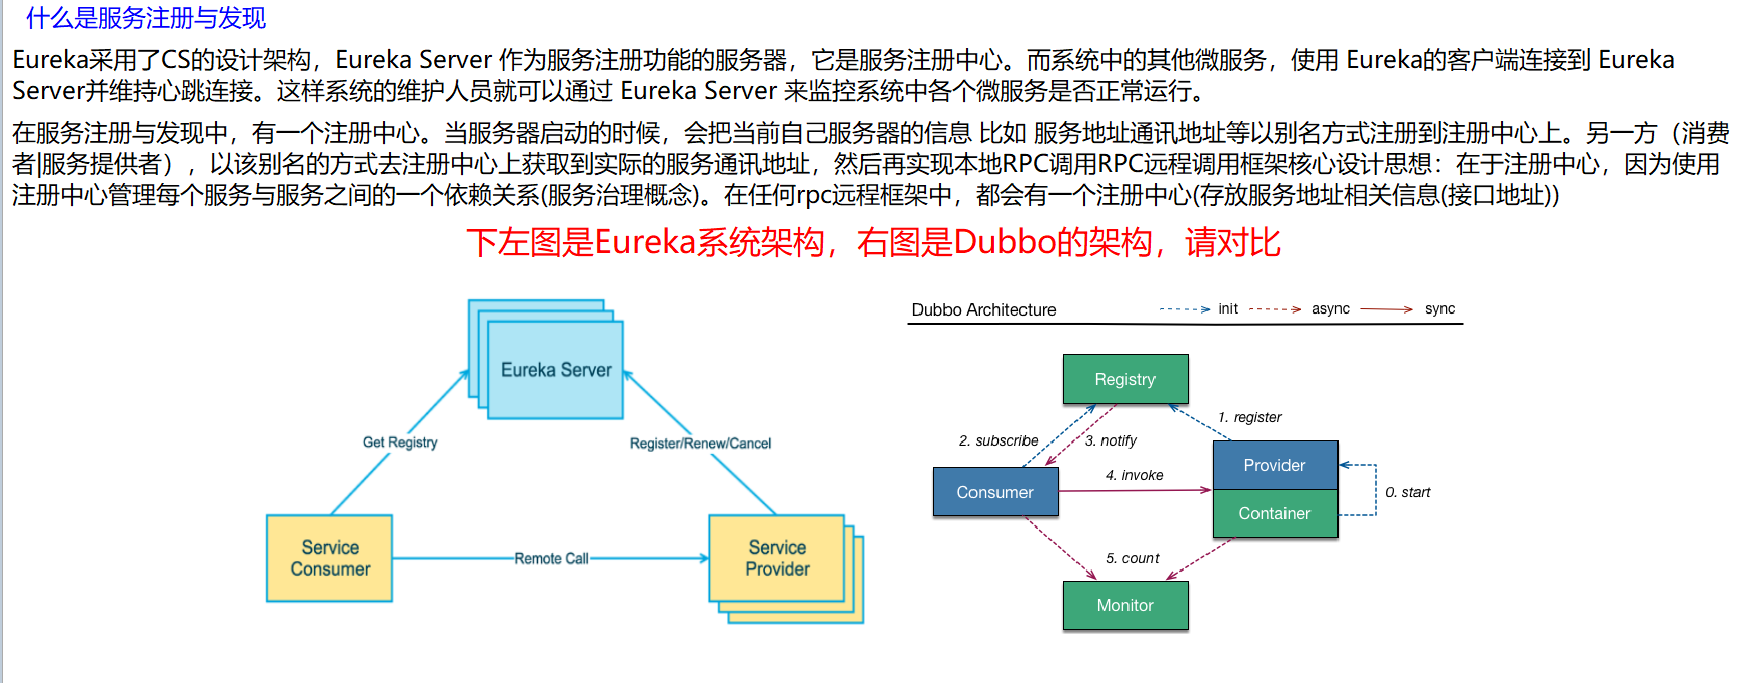 什么是服务注册与发现
Eureka采用了CS的设计架构，Eureka Server 作为服务注册功能的服务器，它是服务注册中心。而系统中的其他微服务，使用 Eureka的客户端连接到 Eureka
Server并维持心跳连接。这样系统的维护人员就可以通过 Eureka Server 来监控系统中各个微服务是否正常运行。
在服务注册与发现中，有一个注册中心。当服务器启动的时候，会把当前自己服务器的信息 比如 服务地址通讯地址等以别名方式注册到注册中心上。另一方（消费
者|服务提供者），以该别名的方式去注册中心上获取到实际的服务通讯地址，然后再实现本地RPC调用RPC远程调用框架核心设计思想：在于注册中心，因为使用
注册中心管理每个服务与服务之间的一个依赖关系(服务治理概念)。在任何rpc远程框架中，都会有一个注册中心(存放服务地址相关信息(接口地址))
下左图是Eureka系统架构，右图是Dubbo的架构，请对比
Eureka Server
Get Registry
Register/Renew/Cancel
Service
Consumer
Remote Call
Service
Provider
Dubbo Architecture
init
async
sync
Registry
1. register
2. subscribe
3. notify
Provider
4. invoke
Consumer
0. start
Container
5. count
Monitor